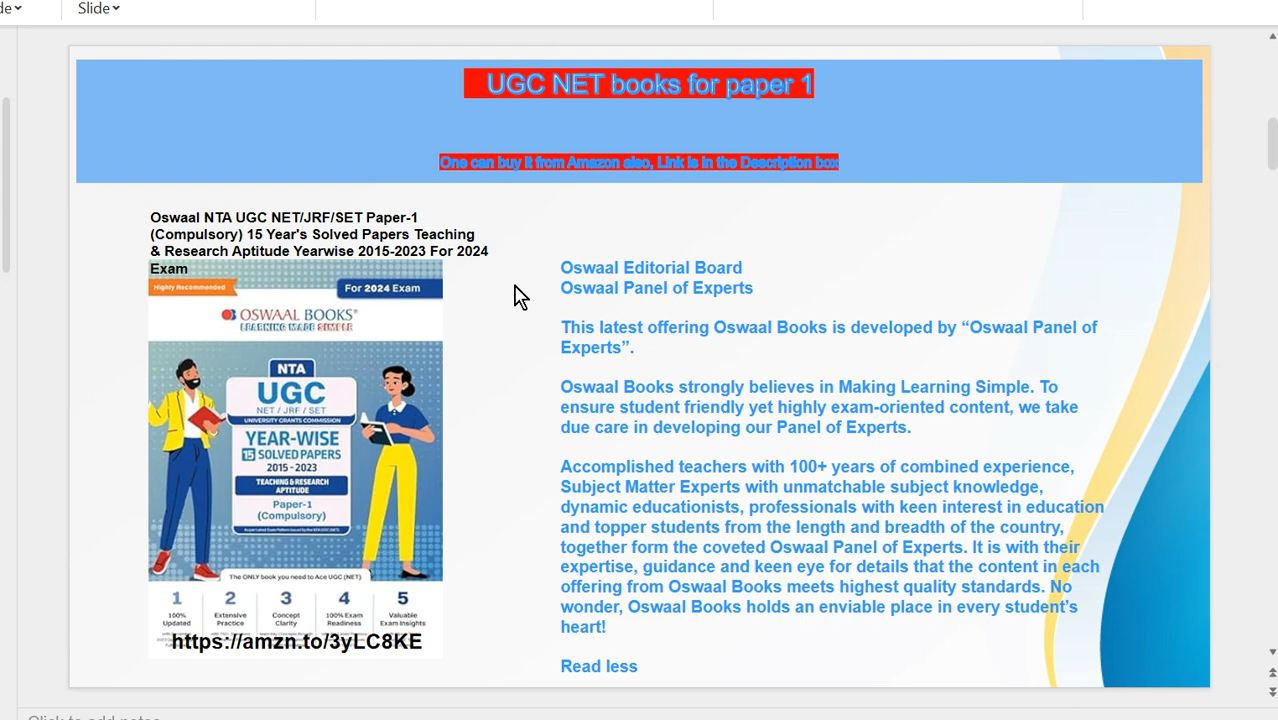 Slide
UGC NET books for paper 1
One can buy it from Amazon also, Link is in the Description box
Oswaal NTA UGC NET/JRF/SET Paper-1
(Compulsory) 15 Year's Solved Papers Teaching
& Research Aptitude Yearwise 2015-2023 For 2024
Exam
Highly Recommended
For 2024 Exam
OSWAAL BOOKS®
LEARNING MADE SIMPLE
NTA
UGC
NET / JRF / SET
UNIVERSITY GRANTS COMMISSION
YEAR-WISE
15 SOLVED PAPERS
2015 - 2023
TEACHING & RESEARCH
APTITUDE
Paper-1
(Compulsory)
The ONLY book you need to Ace UGC (NET)
1 2 3 4 5
100% Updated
Extensive Practice
Concept Clarity
100% Exam Readiness
Valuable Exam Insights
https://amzn.to/3yLC8KE
Oswaal Editorial Board
Oswaal Panel of Experts
This latest offering Oswaal Books is developed by “Oswaal Panel of
Experts”.
Oswaal Books strongly believes in Making Learning Simple. To
ensure student friendly yet highly exam-oriented content, we take
due care in developing our Panel of Experts.
Accomplished teachers with 100+ years of combined experience,
Subject Matter Experts with unmatchable subject knowledge,
dynamic educationists, professionals with keen interest in education
and topper students from the length and breadth of the country,
together form the coveted Oswaal Panel of Experts. It is with their
expertise, guidance and keen eye for details that the content in each
offering from Oswaal Books meets highest quality standards. No
wonder, Oswaal Books holds an enviable place in every student’s
heart!
Read less
Click to add notes